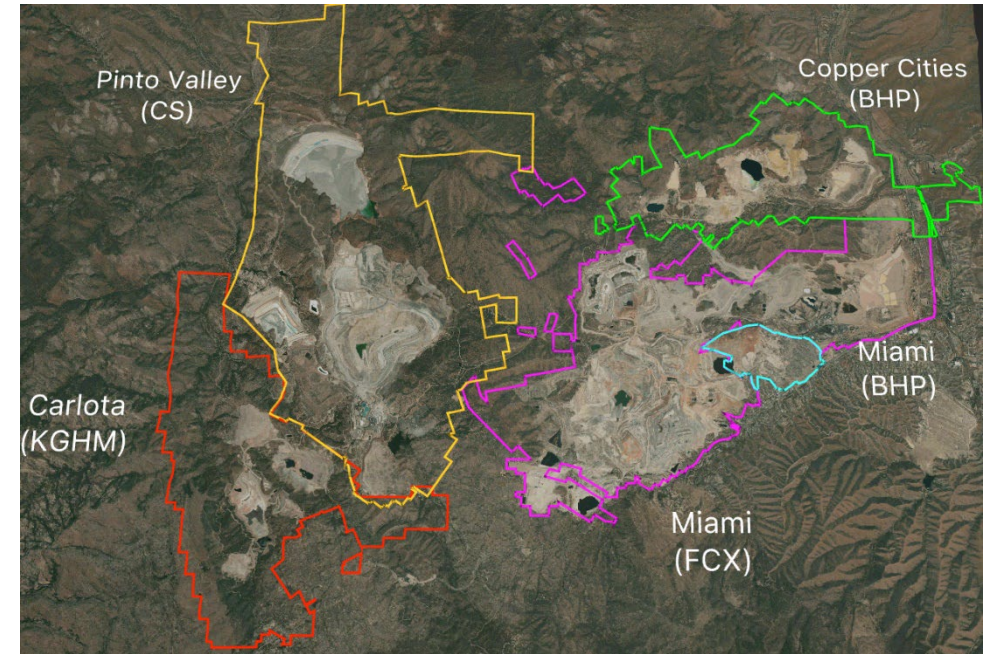 Pinto Valley
(CS)
Copper Cities
(BHP)
Miami
(BHP)
Carlota
(KGHM)
Miami
(FCX)